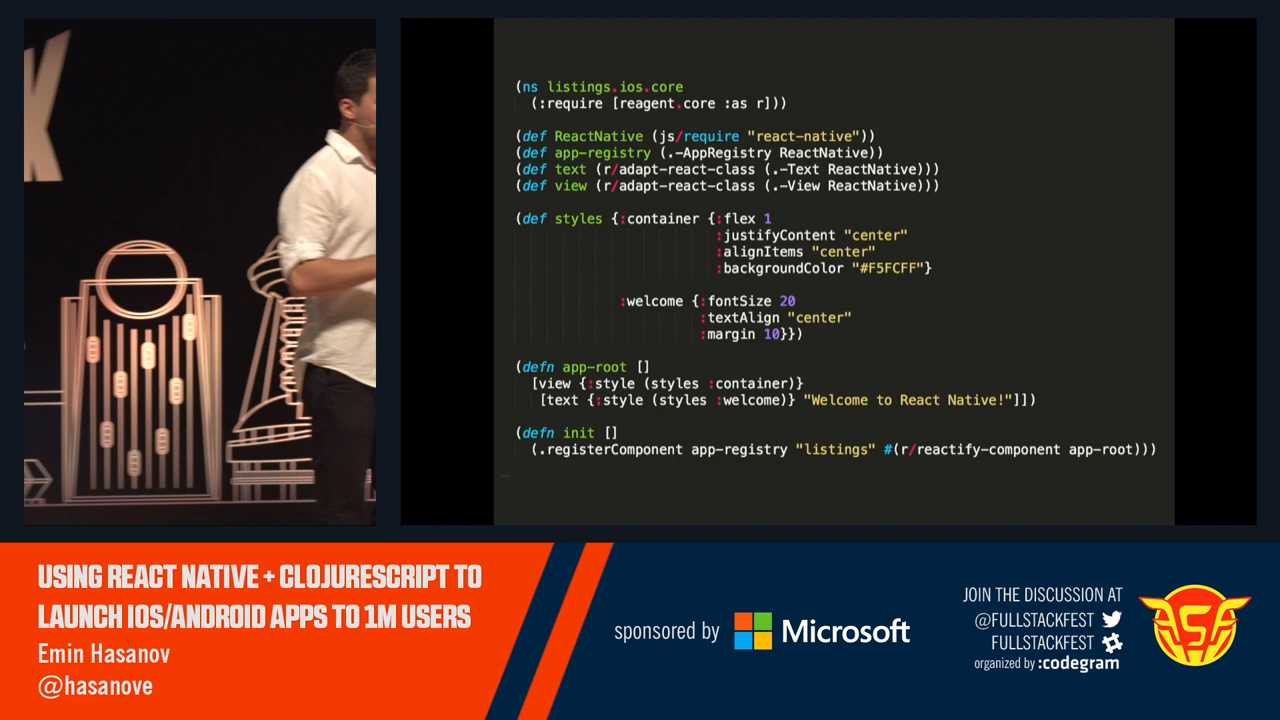 (ns listings.ios.core
  (:require [reagent.core :as r]))
(def ReactNative (js/require "react-native"))
(def app-registry (.-AppRegistry ReactNative))
(def text (r/adapt-react-class (.-Text ReactNative)))
(def view (r/adapt-react-class (.-View ReactNative)))
(def styles {:container {:flex 1
                         :justifyContent "center"
                         :alignItems "center"
                         :backgroundColor "#F5FCFF"}
             :welcome {:fontSize 20
                       :textAlign "center"
                       :margin 10}})
(defn app-root []
  [view {:style (styles :container)}
   [text {:style (styles :welcome)} "Welcome to React Native!"]])
(defn init []
  (.registerComponent app-registry "listings" #(r/reactify-component app-root)))
USING REACT NATIVE + CLOJURESCRIPT TO
LAUNCH IOS/ANDROID APPS TO 1M USERS
Emin Hasanov
@hasanove
sponsored by Microsoft
JOIN THE DISCUSSION AT
@FULLSTACKFEST
FULLSTACKFEST
organized by :codegram
FSF